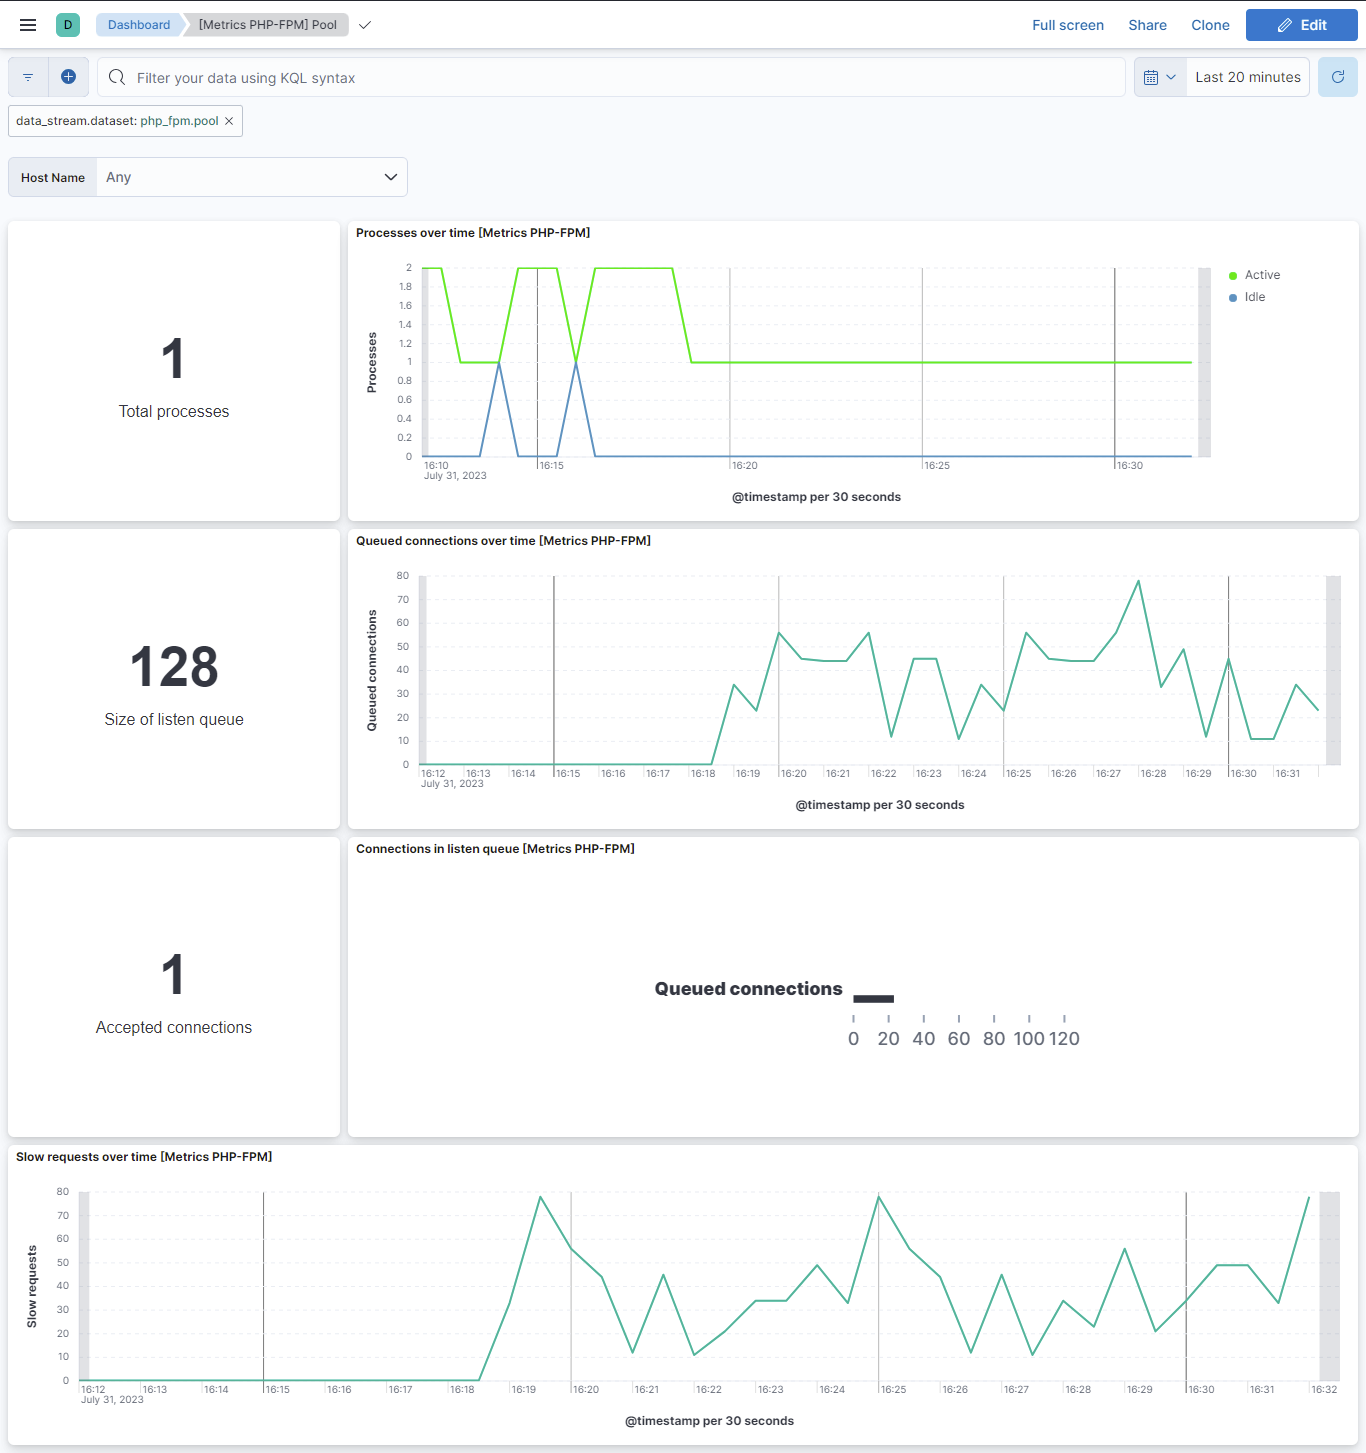 D Dashboard [Metrics PHP-FPM] Pool Full screen Share Clone Edit
Filter your data using KQL syntax Last 20 minutes
data_stream.dataset: php_fpm.pool
Host Name Any
1
Total processes
Processes over time [Metrics PHP-FPM]
Processes
2
1.8
1.6
1.4
1.2
1
0.8
0.6
0.4
0.2
0
16:10 16:15 16:20 16:25 16:30
July 31, 2023
@timestamp per 30 seconds
Active
Idle
128
Size of listen queue
Queued connections over time [Metrics PHP-FPM]
Queued connections
80
70
60
50
40
30
20
10
0
16:12 16:13 16:14 16:15 16:16 16:17 16:18 16:19 16:20 16:21 16:22 16:23 16:24 16:25 16:26 16:27 16:28 16:29 16:30 16:31
July 31, 2023
@timestamp per 30 seconds
1
Accepted connections
Connections in listen queue [Metrics PHP-FPM]
Queued connections
0 20 40 60 80 100 120
Slow requests over time [Metrics PHP-FPM]
Slow requests
80
70
60
50
40
30
20
10
0
16:12 16:13 16:14 16:15 16:16 16:17 16:18 16:19 16:20 16:21 16:22 16:23 16:24 16:25 16:26 16:27 16:28 16:29 16:30 16:31 16:32
July 31, 2023
@timestamp per 30 seconds